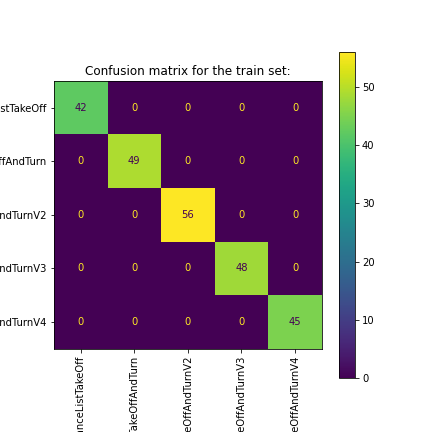 Confusion matrix for the train set:
stTakeOff 42 0 0 0 0
ffAndTurn 0 49 0 0 0
ndTurnV2 0 0 56 0 0
ndTurnV3 0 0 0 48 0
ndTurnV4 0 0 0 0 45
anceListTakeOff
TakeOffAndTurn
eOffAndTurnV2
eOffAndTurnV3
eOffAndTurnV4
50
40
30
20
10
0